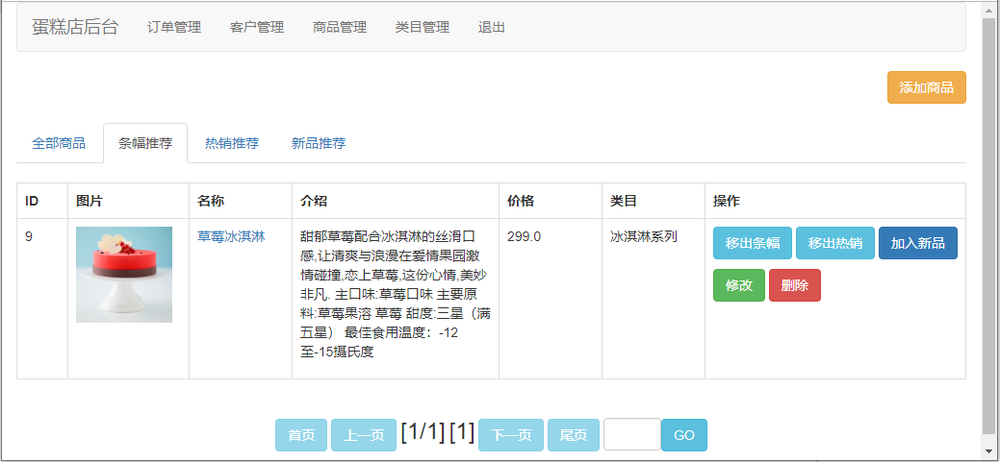 蛋糕店后台 订单管理 客户管理 商品管理 类目管理 退出
添加商品
全部商品 条幅推荐 热销推荐 新品推荐
ID 图片 名称 介绍 价格 类目 操作
9 草莓冰淇淋 甜郁草莓配合冰淇淋的丝滑口 299.0 冰淇淋系列 移出条幅 移出热销 加入新品
感,让清爽与浪漫在爱情果园激
情碰撞,恋上草莓,这份心情,美妙
非凡. 主口味:草莓口味 主要原
料:草莓果溶 草莓 甜度:三星（满
五星） 最佳食用温度：-12
至-15摄氏度
修改 删除
首页 上一页 [1/1] [1] 下一页 尾页 GO